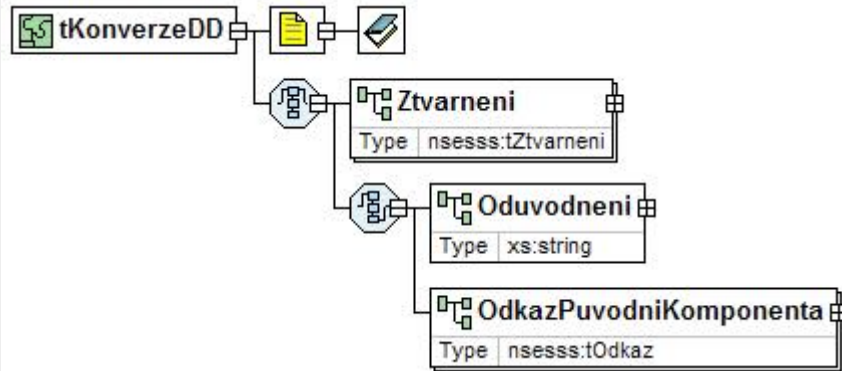 tKonverzeDD
Ztvarneni
Type nsesss:tZtvarneni
Oduvodneni
Type xs:string
OdkazPuvodniKomponenta
Type nsesss:tOdkaz